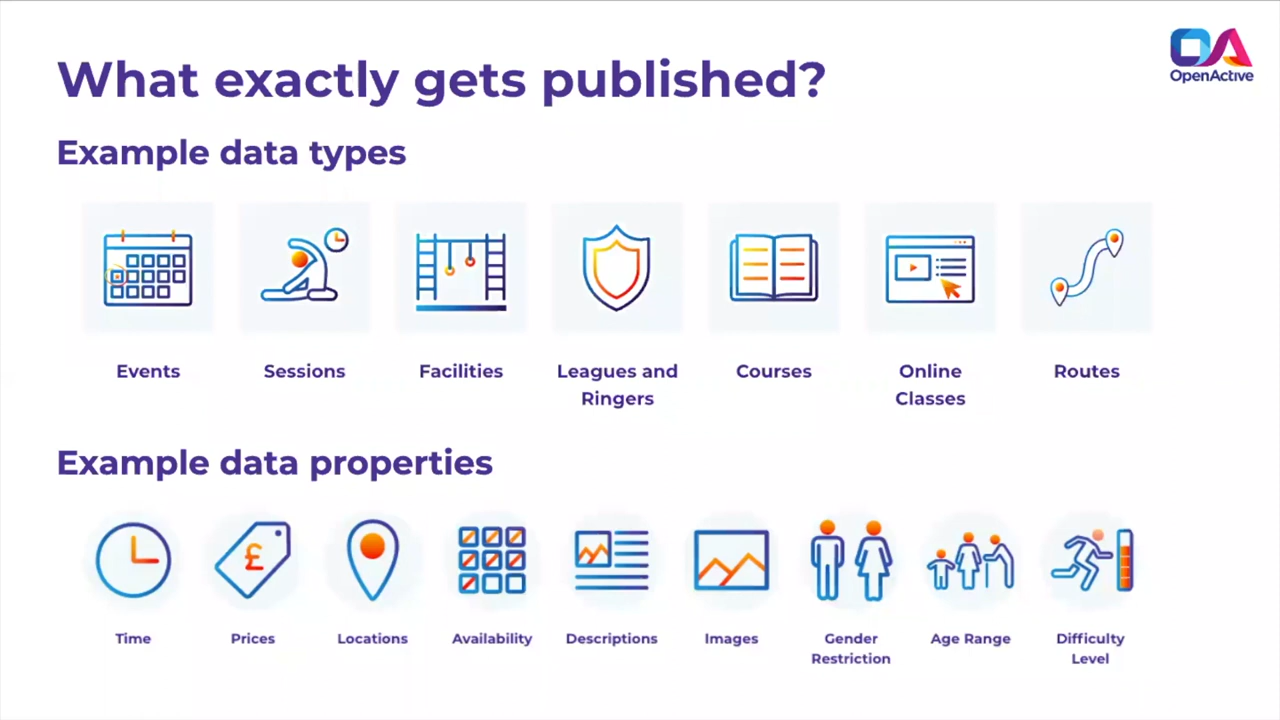 OpenActive
What exactly gets published?
Example data types
Events
Sessions
Facilities
Leagues and
Ringers
Courses
Online
Classes
Routes
Example data properties
£
Time
Prices
Locations
Availability
Descriptions
Images
Gender
Restriction
Age Range
Difficulty
Level